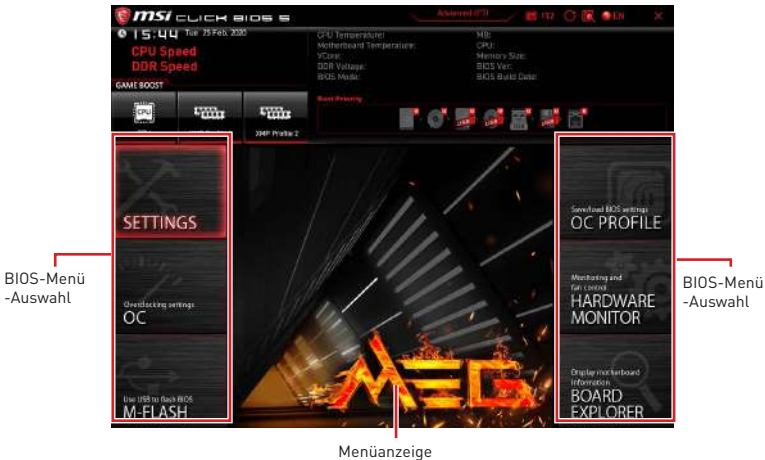 msi CLICK BIOS 5
Advanced (F7)
F12
EN
X
15:44 Tue 25 Feb, 2020
CPU Speed
DDR Speed
CPU Temperature:
Motherboard Temperature:
VCore:
DDR Voltage:
BIOS Mode:
MB:
CPU:
Memory Size:
BIOS Ver:
BIOS Build Date:
GAME BOOST
Boot Priority
CPU
XMP Profile 2
SETTINGS
Overclocking settings
OC
Use USB to flash BIOS
M-FLASH
MEG
Save/load BIOS settings
OC PROFILE
Monitoring and
fan control
HARDWARE
MONITOR
Display motherboard
information
BOARD
EXPLORER
BIOS-Menü
-Auswahl
BIOS-Menü
-Auswahl
Menüanzeige